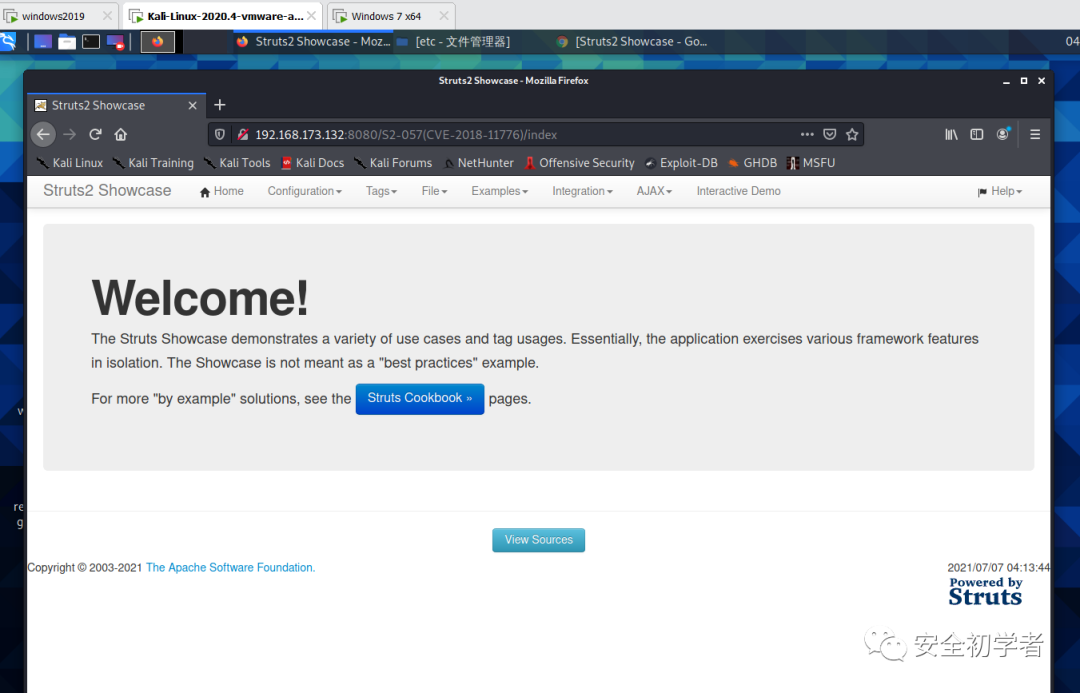 windows2019
Kali-Linux-2020.4-vmware-a...
Windows 7 x64
Struts2 Showcase - Moz...
[etc - 文件管理器]
[Struts2 Showcase - Go...
04
Struts2 Showcase - Mozilla Firefox
Struts2 Showcase
192.168.173.132:8080/S2-057(CVE-2018-11776)/index
Kali Linux
Kali Training
Kali Tools
Kali Docs
Kali Forums
NetHunter
Offensive Security
Exploit-DB
GHDB
MSFU
Struts2 Showcase
Home
Configuration
Tags
File
Examples
Integration
AJAX
Interactive Demo
Help
Welcome!
The Struts Showcase demonstrates a variety of use cases and tag usages. Essentially, the application exercises various framework features
in isolation. The Showcase is not meant as a "best practices" example.
For more "by example" solutions, see the Struts Cookbook » pages.
View Sources
Copyright © 2003-2021 The Apache Software Foundation.
2021/07/07 04:13:44
Powered by
Struts
安全初学者